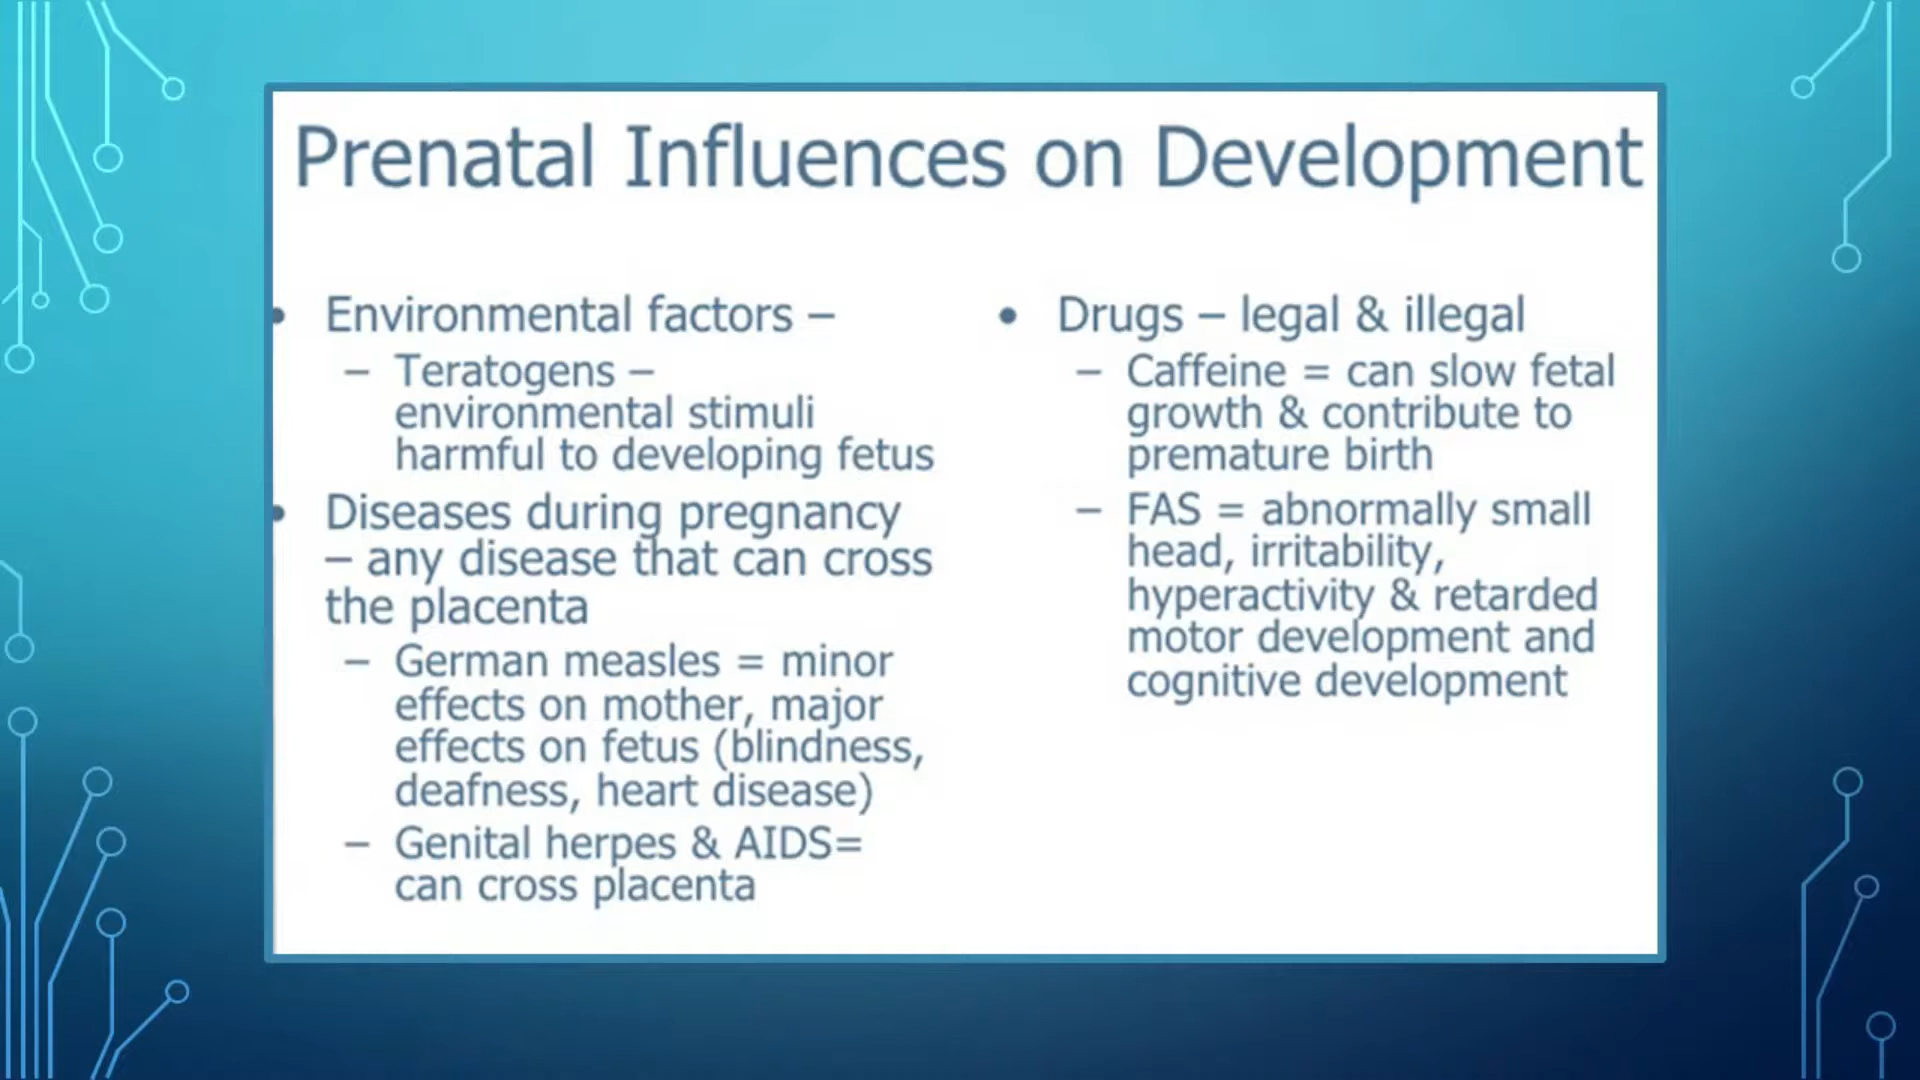 Prenatal Influences on Development
• Environmental factors –
– Teratogens –
environmental stimuli
harmful to developing fetus
• Diseases during pregnancy
– any disease that can cross
the placenta
– German measles = minor
effects on mother, major
effects on fetus (blindness,
deafness, heart disease)
– Genital herpes & AIDS=
can cross placenta
• Drugs – legal & illegal
– Caffeine = can slow fetal
growth & contribute to
premature birth
– FAS = abnormally small
head, irritability,
hyperactivity & retarded
motor development and
cognitive development